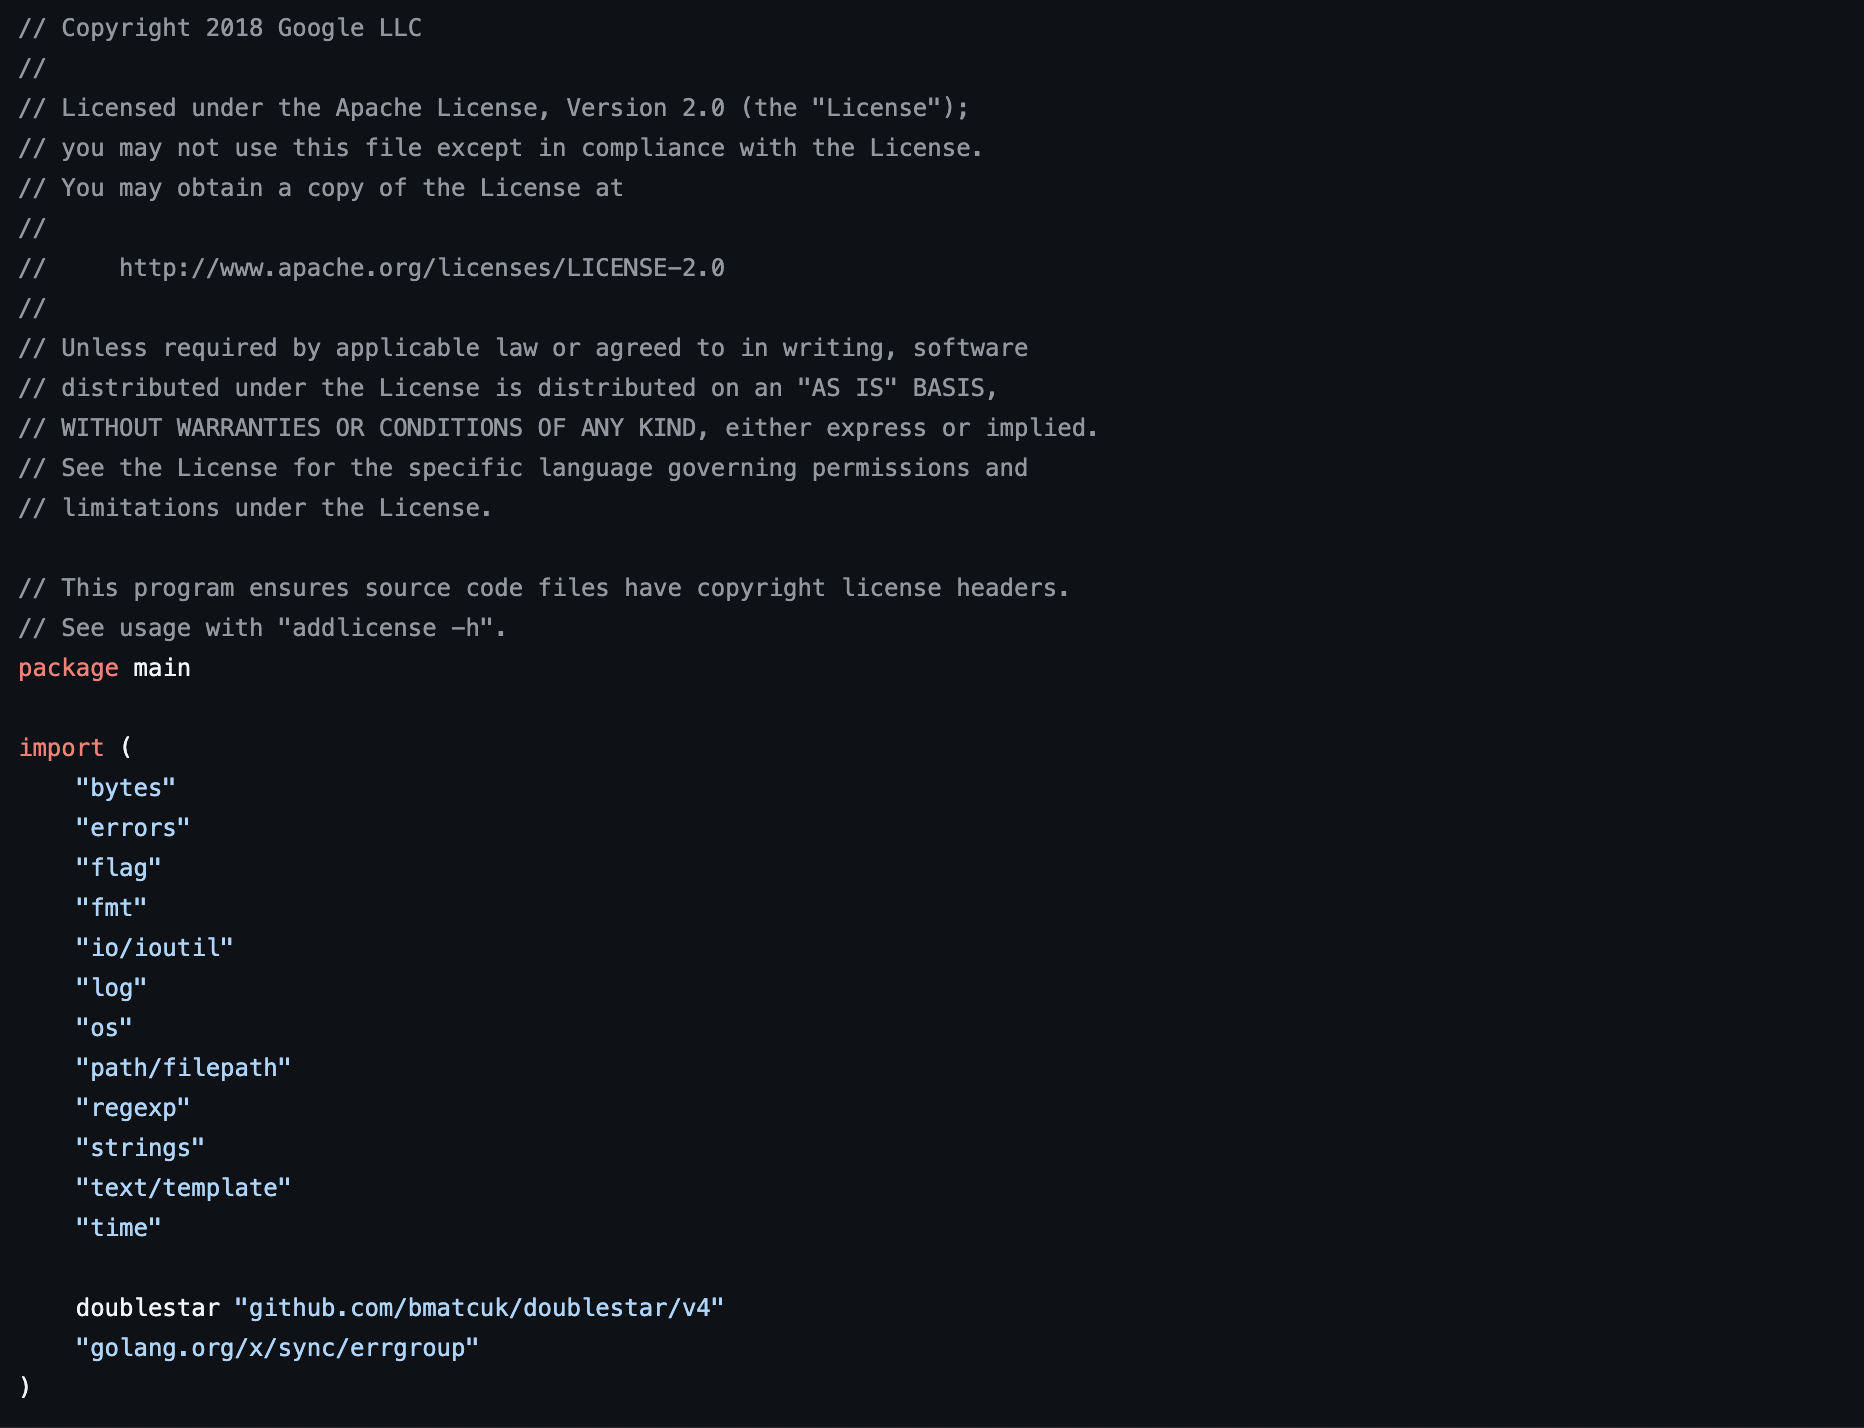 // Copyright 2018 Google LLC
//
// Licensed under the Apache License, Version 2.0 (the "License");
// you may not use this file except in compliance with the License.
// You may obtain a copy of the License at
//
//     http://www.apache.org/licenses/LICENSE-2.0
//
// Unless required by applicable law or agreed to in writing, software
// distributed under the License is distributed on an "AS IS" BASIS,
// WITHOUT WARRANTIES OR CONDITIONS OF ANY KIND, either express or implied.
// See the License for the specific language governing permissions and
// limitations under the License.

// This program ensures source code files have copyright license headers.
// See usage with "addlicense -h".
package main

import (
    "bytes"
    "errors"
    "flag"
    "fmt"
    "io/ioutil"
    "log"
    "os"
    "path/filepath"
    "regexp"
    "strings"
    "text/template"
    "time"

    doublestar "github.com/bmatcuk/doublestar/v4"
    "golang.org/x/sync/errgroup"
)